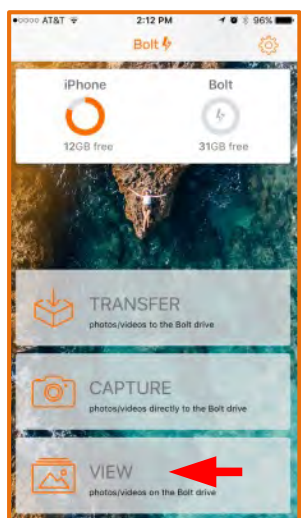 AT&T 2:12 PM 96%
Bolt
iPhone Bolt
12GB free 31GB free
TRANSFER
photos/videos to the Bolt drive
CAPTURE
photos/videos directly to the Bolt drive
VIEW
photos/videos on the Bolt drive